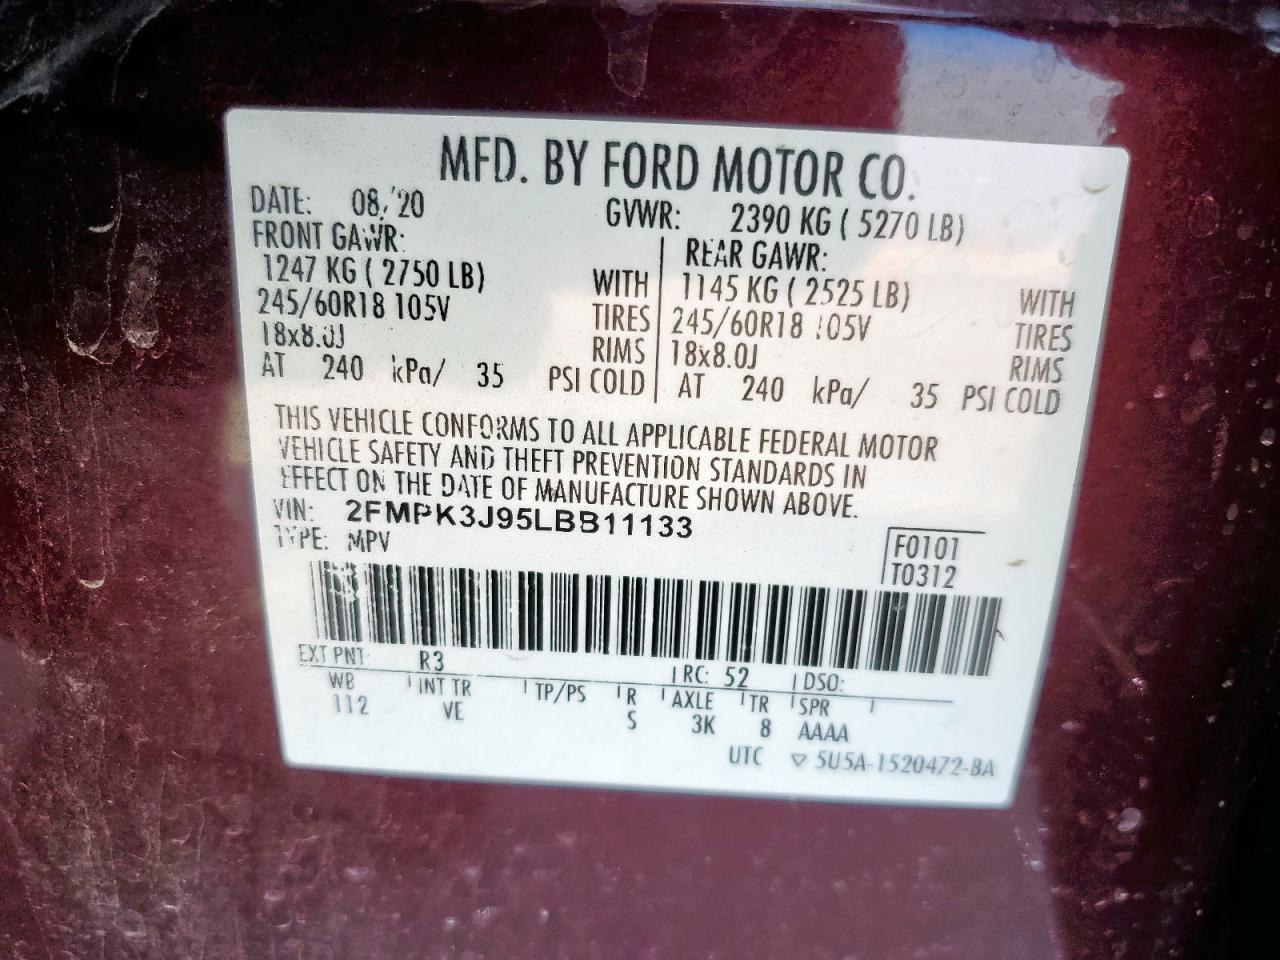 MFD. BY FORD MOTOR CO.
DATE: 08/'20 GVWR: 2390 KG ( 5270 LB)
FRONT GAWR: REAR GAWR:
1247 KG ( 2750 LB) WITH 1145 KG ( 2525 LB) WITH
245/60R18 105V TIRES 245/60R18 105V TIRES
18x8.0J RIMS 18x8.0J RIMS
AT 240 kPa/ 35 PSI COLD AT 240 kPa/ 35 PSI COLD
THIS VEHICLE CONFORMS TO ALL APPLICABLE FEDERAL MOTOR
VEHICLE SAFETY AND THEFT PREVENTION STANDARDS IN
EFFECT ON THE DATE OF MANUFACTURE SHOWN ABOVE.
VIN: 2FMPK3J95LBB11133
TYPE: MPV
F0101
T0312
EXT PNT R3 RC: 52 DSO:
WB INT TR TP/PS R AXLE TR SPR
112 VE S 3K 8 AAAA
UTC ▽ 5U5A-1520472-BA